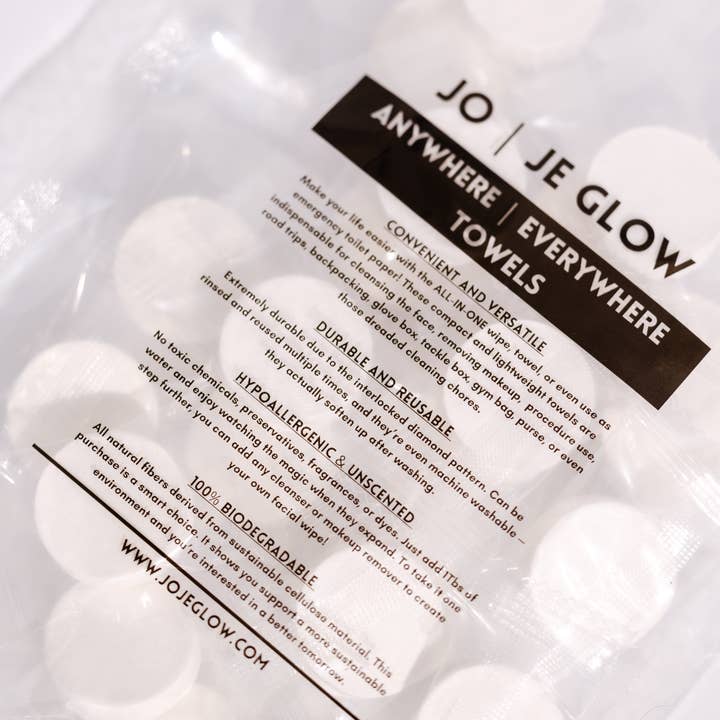 JO | JE GLOW
ANYWHERE | EVERYWHERE
TOWELS
CONVENIENT AND VERSATILE
Make your life easier with the ALL-IN-ONE wipe, towel, or even use as
emergency toilet paper! These compact and lightweight towels are
indispensable for cleansing the face, removing makeup, procedure use,
road trips, backpacking, glove box, tackle box, gym bag, purse, or even
those dreaded cleaning chores.
DURABLE AND REUSABLE
Extremely durable due to the interlocked diamond pattern. Can be
rinsed and reused multiple times, and they're even machine washable –
they actually soften up after washing.
HYPOALLERGENIC & UNSCENTED
No toxic chemicals, preservatives, fragrances, or dyes. Just add 1Tbs of
water and enjoy watching the magic when they expand. To take it one
step further, you can add any cleanser or makeup remover to create
your own facial wipe!
100% BIODEGRADABLE
All natural fibers derived from sustainable cellulose material. This
purchase is a smart choice. It shows you support a more sustainable
environment and you're interested in a better tomorrow.
WWW.JOJEGLOW.COM